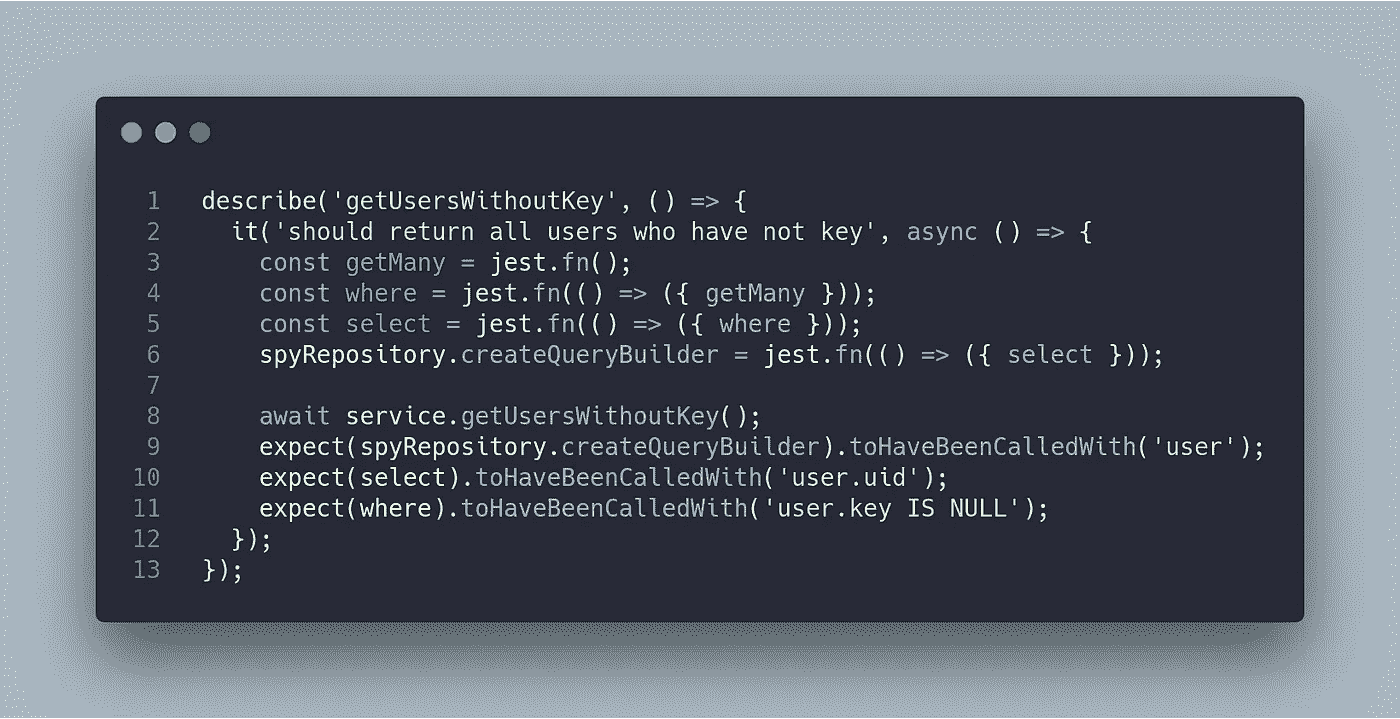 1 describe('getUsersWithoutKey', () => {
2 it('should return all users who have not key', async () => {
3 const getMany = jest.fn();
4 const where = jest.fn(() => ({ getMany }));
5 const select = jest.fn(() => ({ where }));
6 spyRepository.createQueryBuilder = jest.fn(() => ({ select }));
7
8 await service.getUsersWithoutKey();
9 expect(spyRepository.createQueryBuilder).toHaveBeenCalledWith('user');
10 expect(select).toHaveBeenCalledWith('user.uid');
11 expect(where).toHaveBeenCalledWith('user.key IS NULL');
12 });
13 });